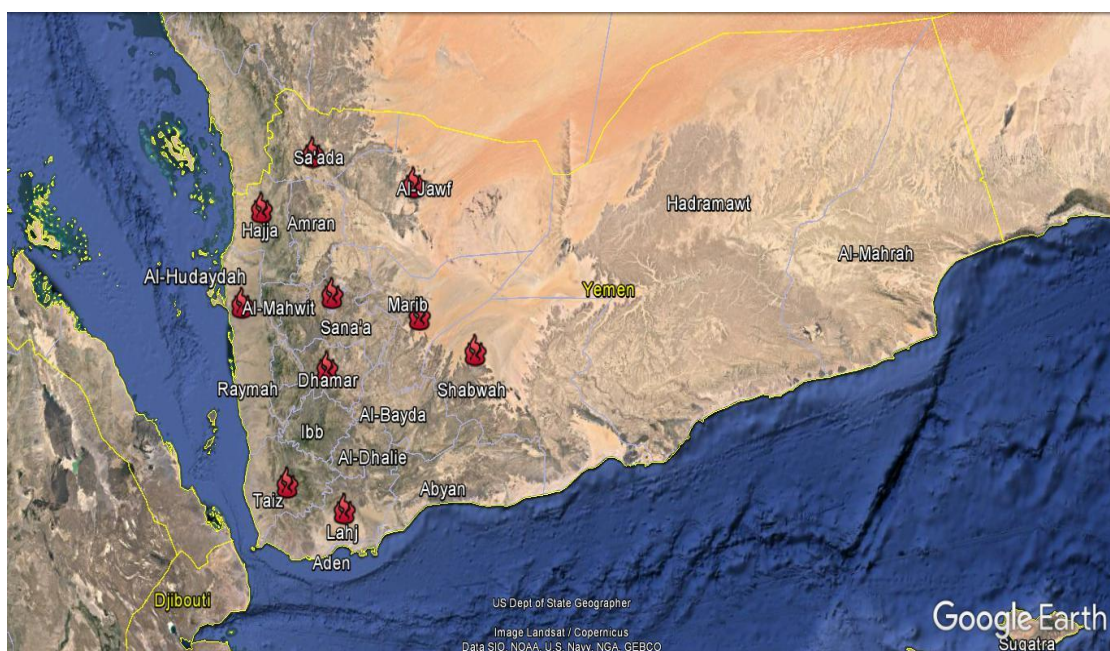 Sa'ada
Al-Jawf
Hajja
Amran
Hadramawt
Al-Mahrah
Al-Hudaydah
Al-Mahwit
Sana'a
Marib
Yemen
Raymah
Dhamar
Shabwah
Al-Bayda
Ibb
Al-Dhalie
Abyan
Taiz
Lahj
Aden
Djibouti
US Dept of State Geographer
Google Earth
Image Landsat / Copernicus
Data SIO, NOAA, U.S. Navy, NGA, GEBCO
Suqatra